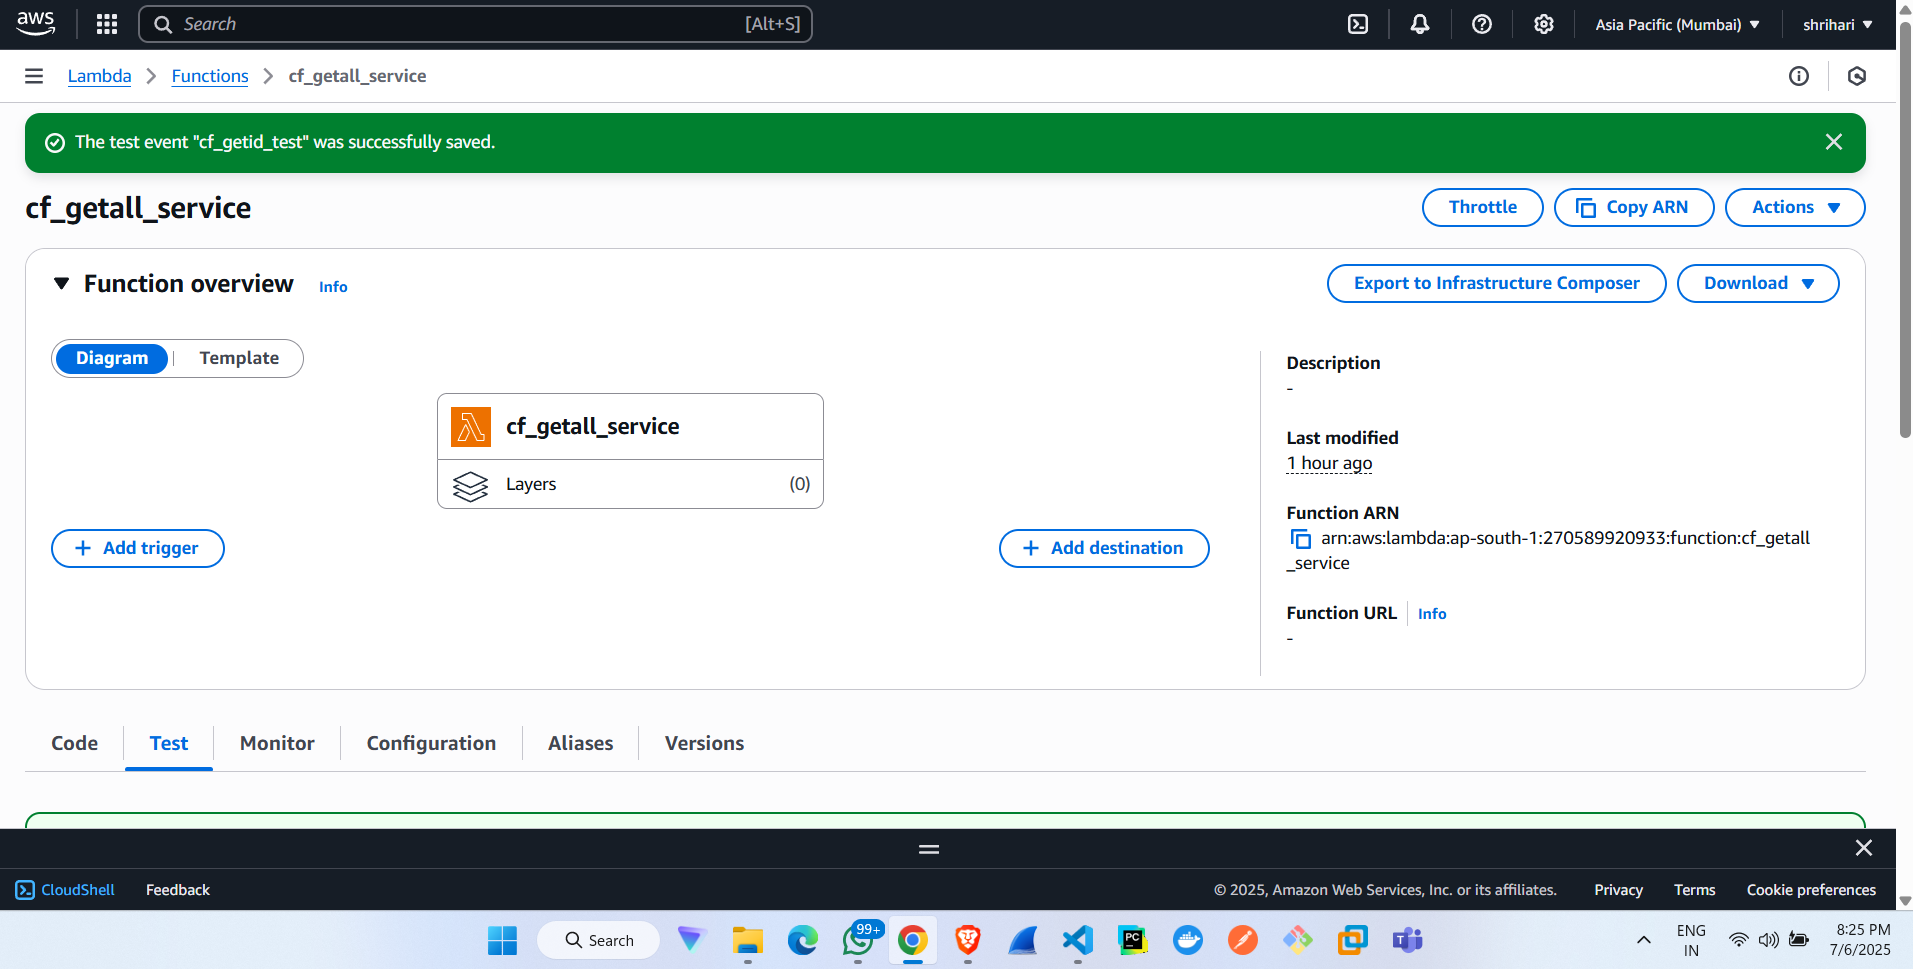 aws
Search [Alt+S]
Asia Pacific (Mumbai)
shrihari
Lambda
Functions
cf_getall_service
The test event "cf_getid_test" was successfully saved.
cf_getall_service
Throttle
Copy ARN
Actions
Function overview
Info
Export to Infrastructure Composer
Download
Diagram
Template
cf_getall_service
Layers
(0)
Add trigger
Add destination
Description
-
Last modified
1 hour ago
Function ARN
arn:aws:lambda:ap-south-1:270589920933:function:cf_getall
_service
Function URL
Info
-
Code
Test
Monitor
Configuration
Aliases
Versions
CloudShell
Feedback
© 2025, Amazon Web Services, Inc. or its affiliates.
Privacy
Terms
Cookie preferences
Search
99+
PC
T
ENG
IN
8:25 PM
7/6/2025